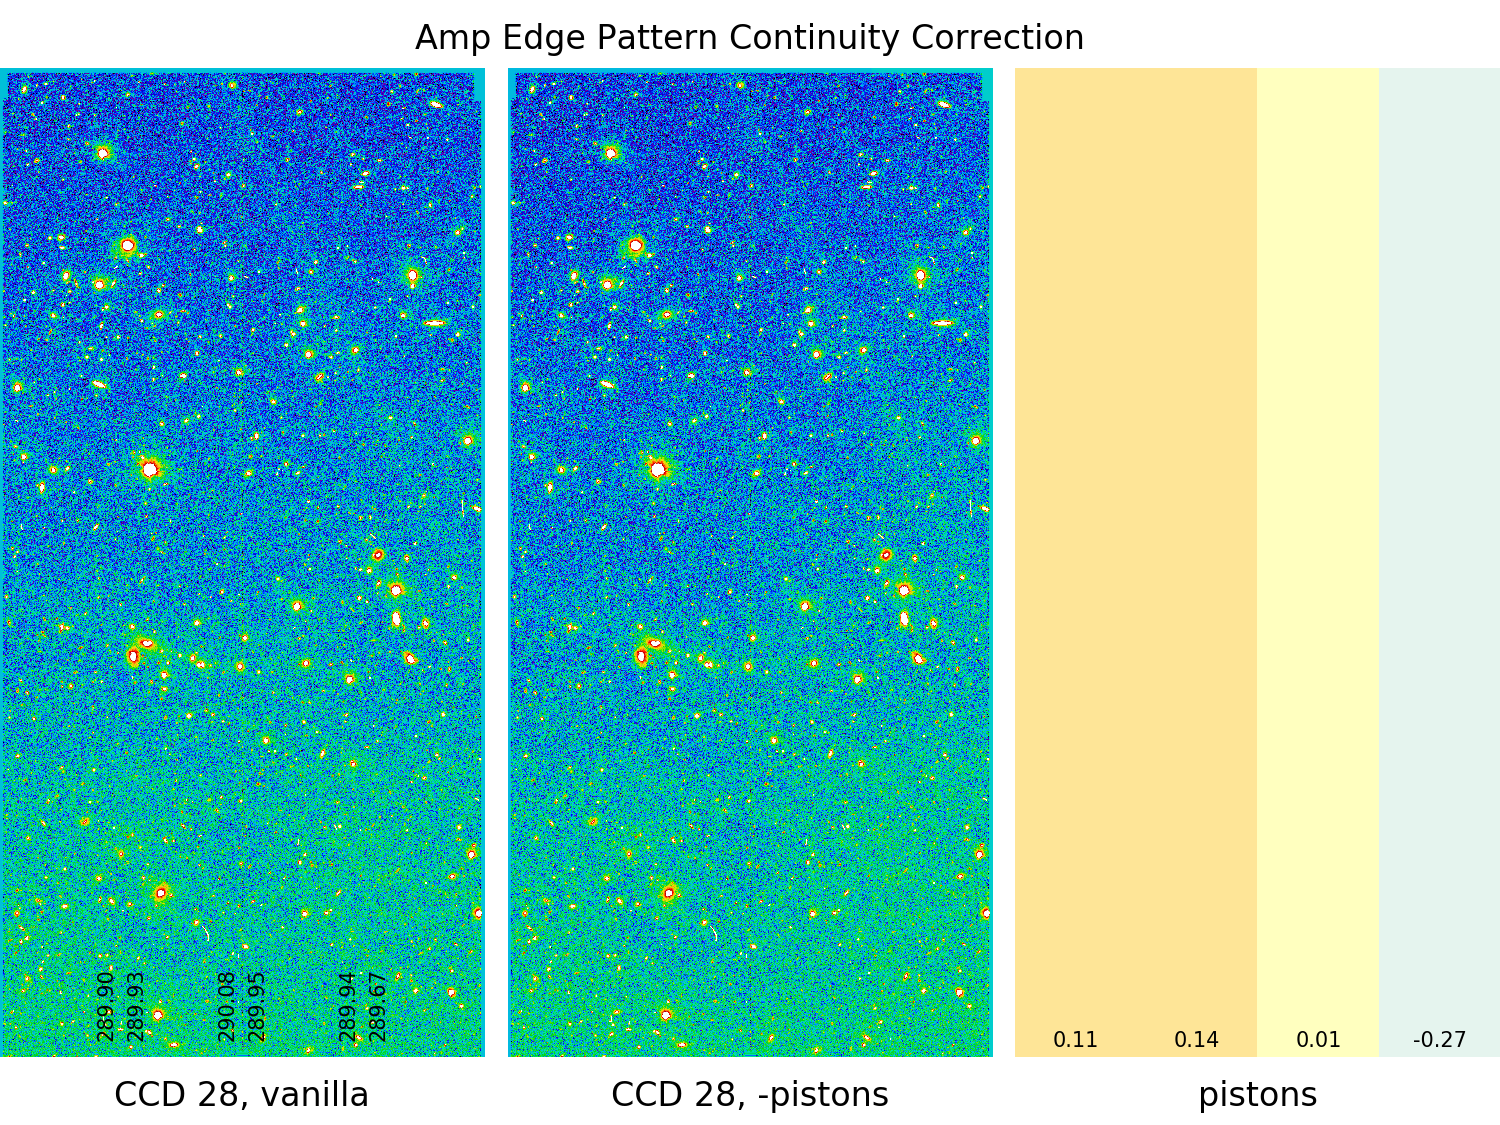 Amp Edge Pattern Continuity Correction
289.90
289.93
290.08
289.95
289.94
289.67
0.11 0.14 0.01 -0.27
CCD 28, vanilla
CCD 28, -pistons
pistons